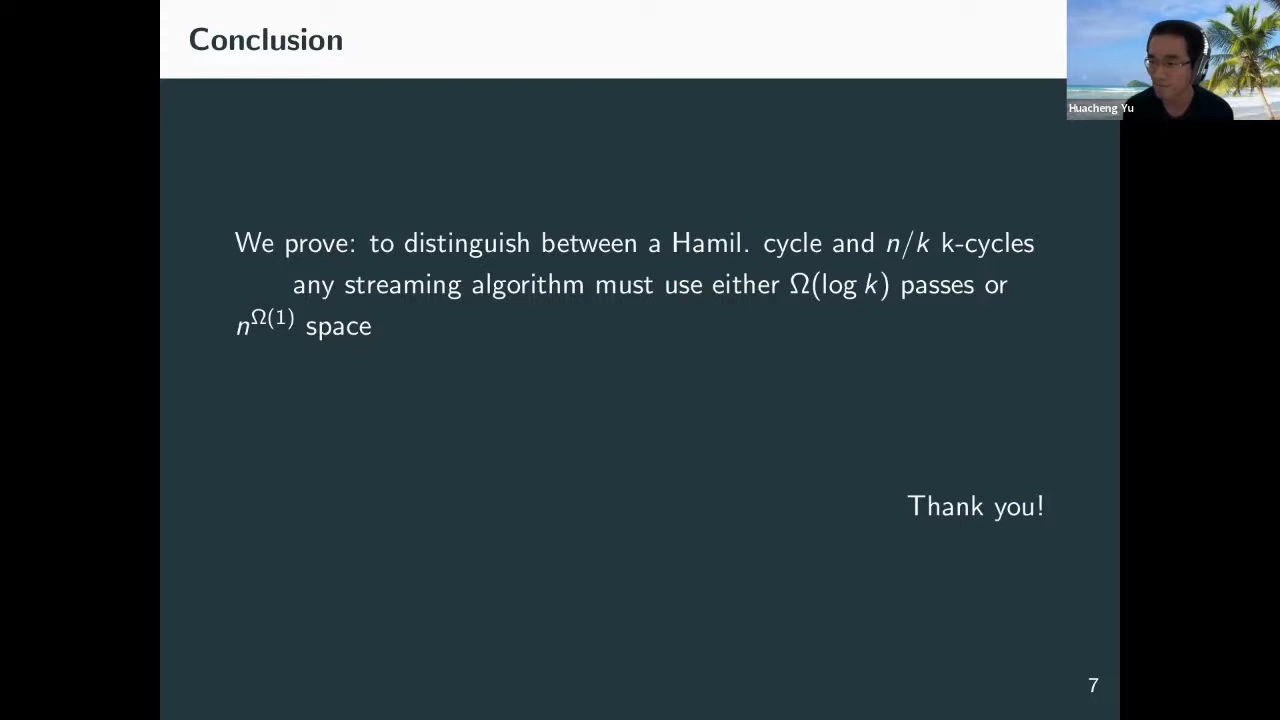 Conclusion
Huacheng Yu
We prove: to distinguish between a Hamil. cycle and n/k k-cycles
any streaming algorithm must use either Ω(log k) passes or
n^Ω(1) space
Thank you!
7